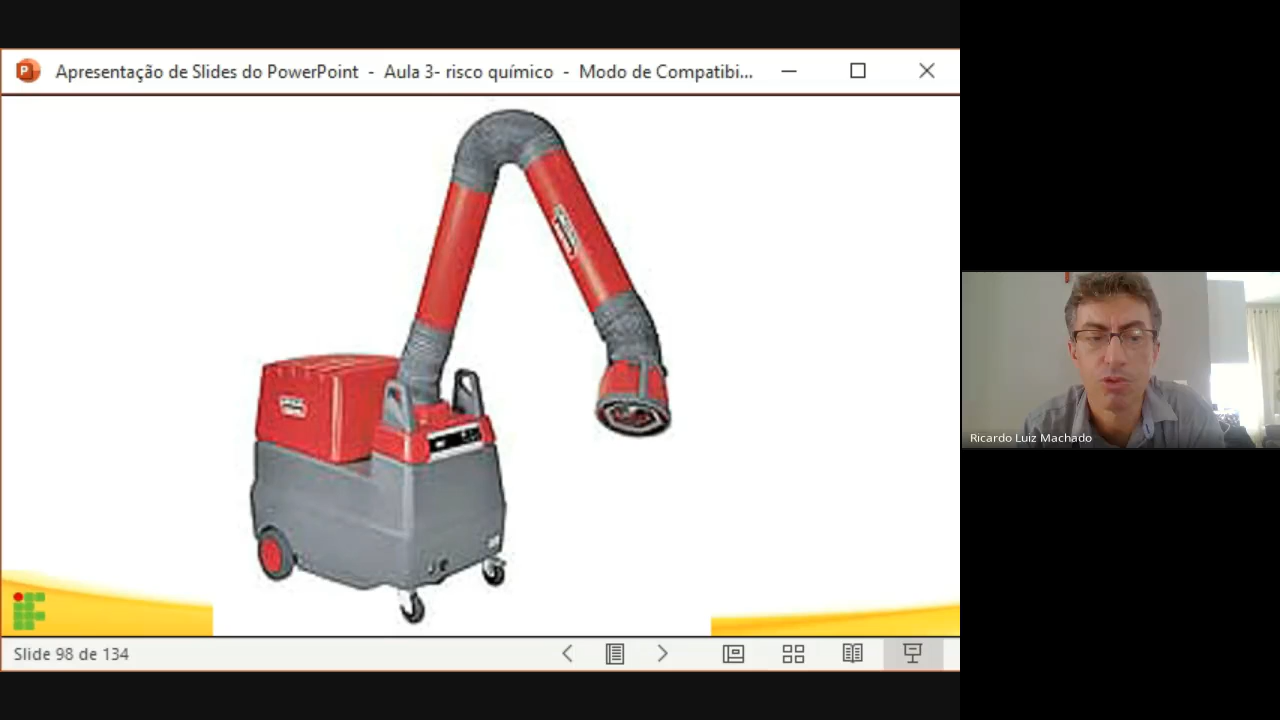 Apresentação de Slides do PowerPoint - Aula 3- risco químico - Modo de Compatibi...
Ricardo Luiz Machado
Slide 98 de 134